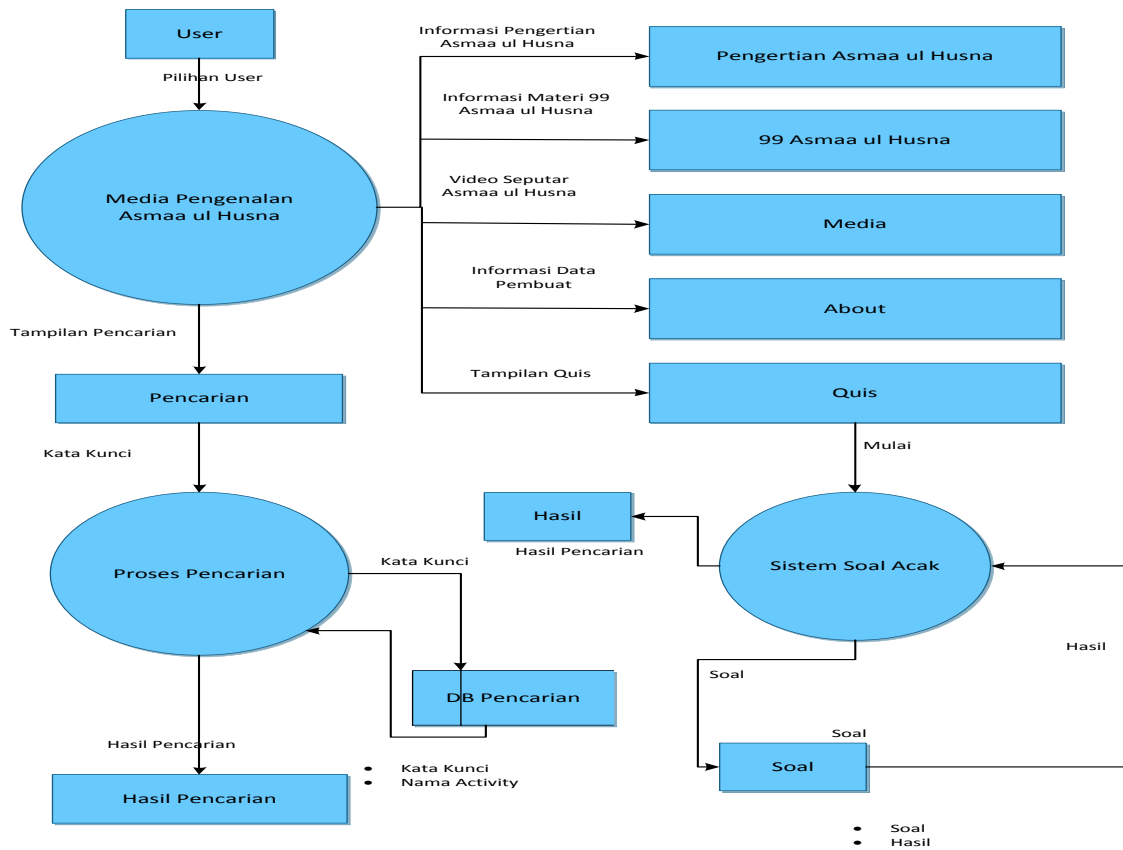 User
Pilihan User
Media Pengenalan
Asmaa ul Husna
Informasi Pengertian
Asmaa ul Husna
Pengertian Asmaa ul Husna
Informasi Materi 99
Asmaa ul Husna
99 Asmaa ul Husna
Video Seputar
Asmaa ul Husna
Media
Informasi Data
Pembuat
About
Tampilan Quis
Quis
Tampilan Pencarian
Pencarian
Kata Kunci
Proses Pencarian
Kata Kunci
DB Pencarian
• Kata Kunci
• Nama Activity
Hasil Pencarian
Hasil Pencarian
Mulai
Sistem Soal Acak
Hasil
Hasil Pencarian
Soal
Soal
Soal
Hasil
• Soal
• Hasil